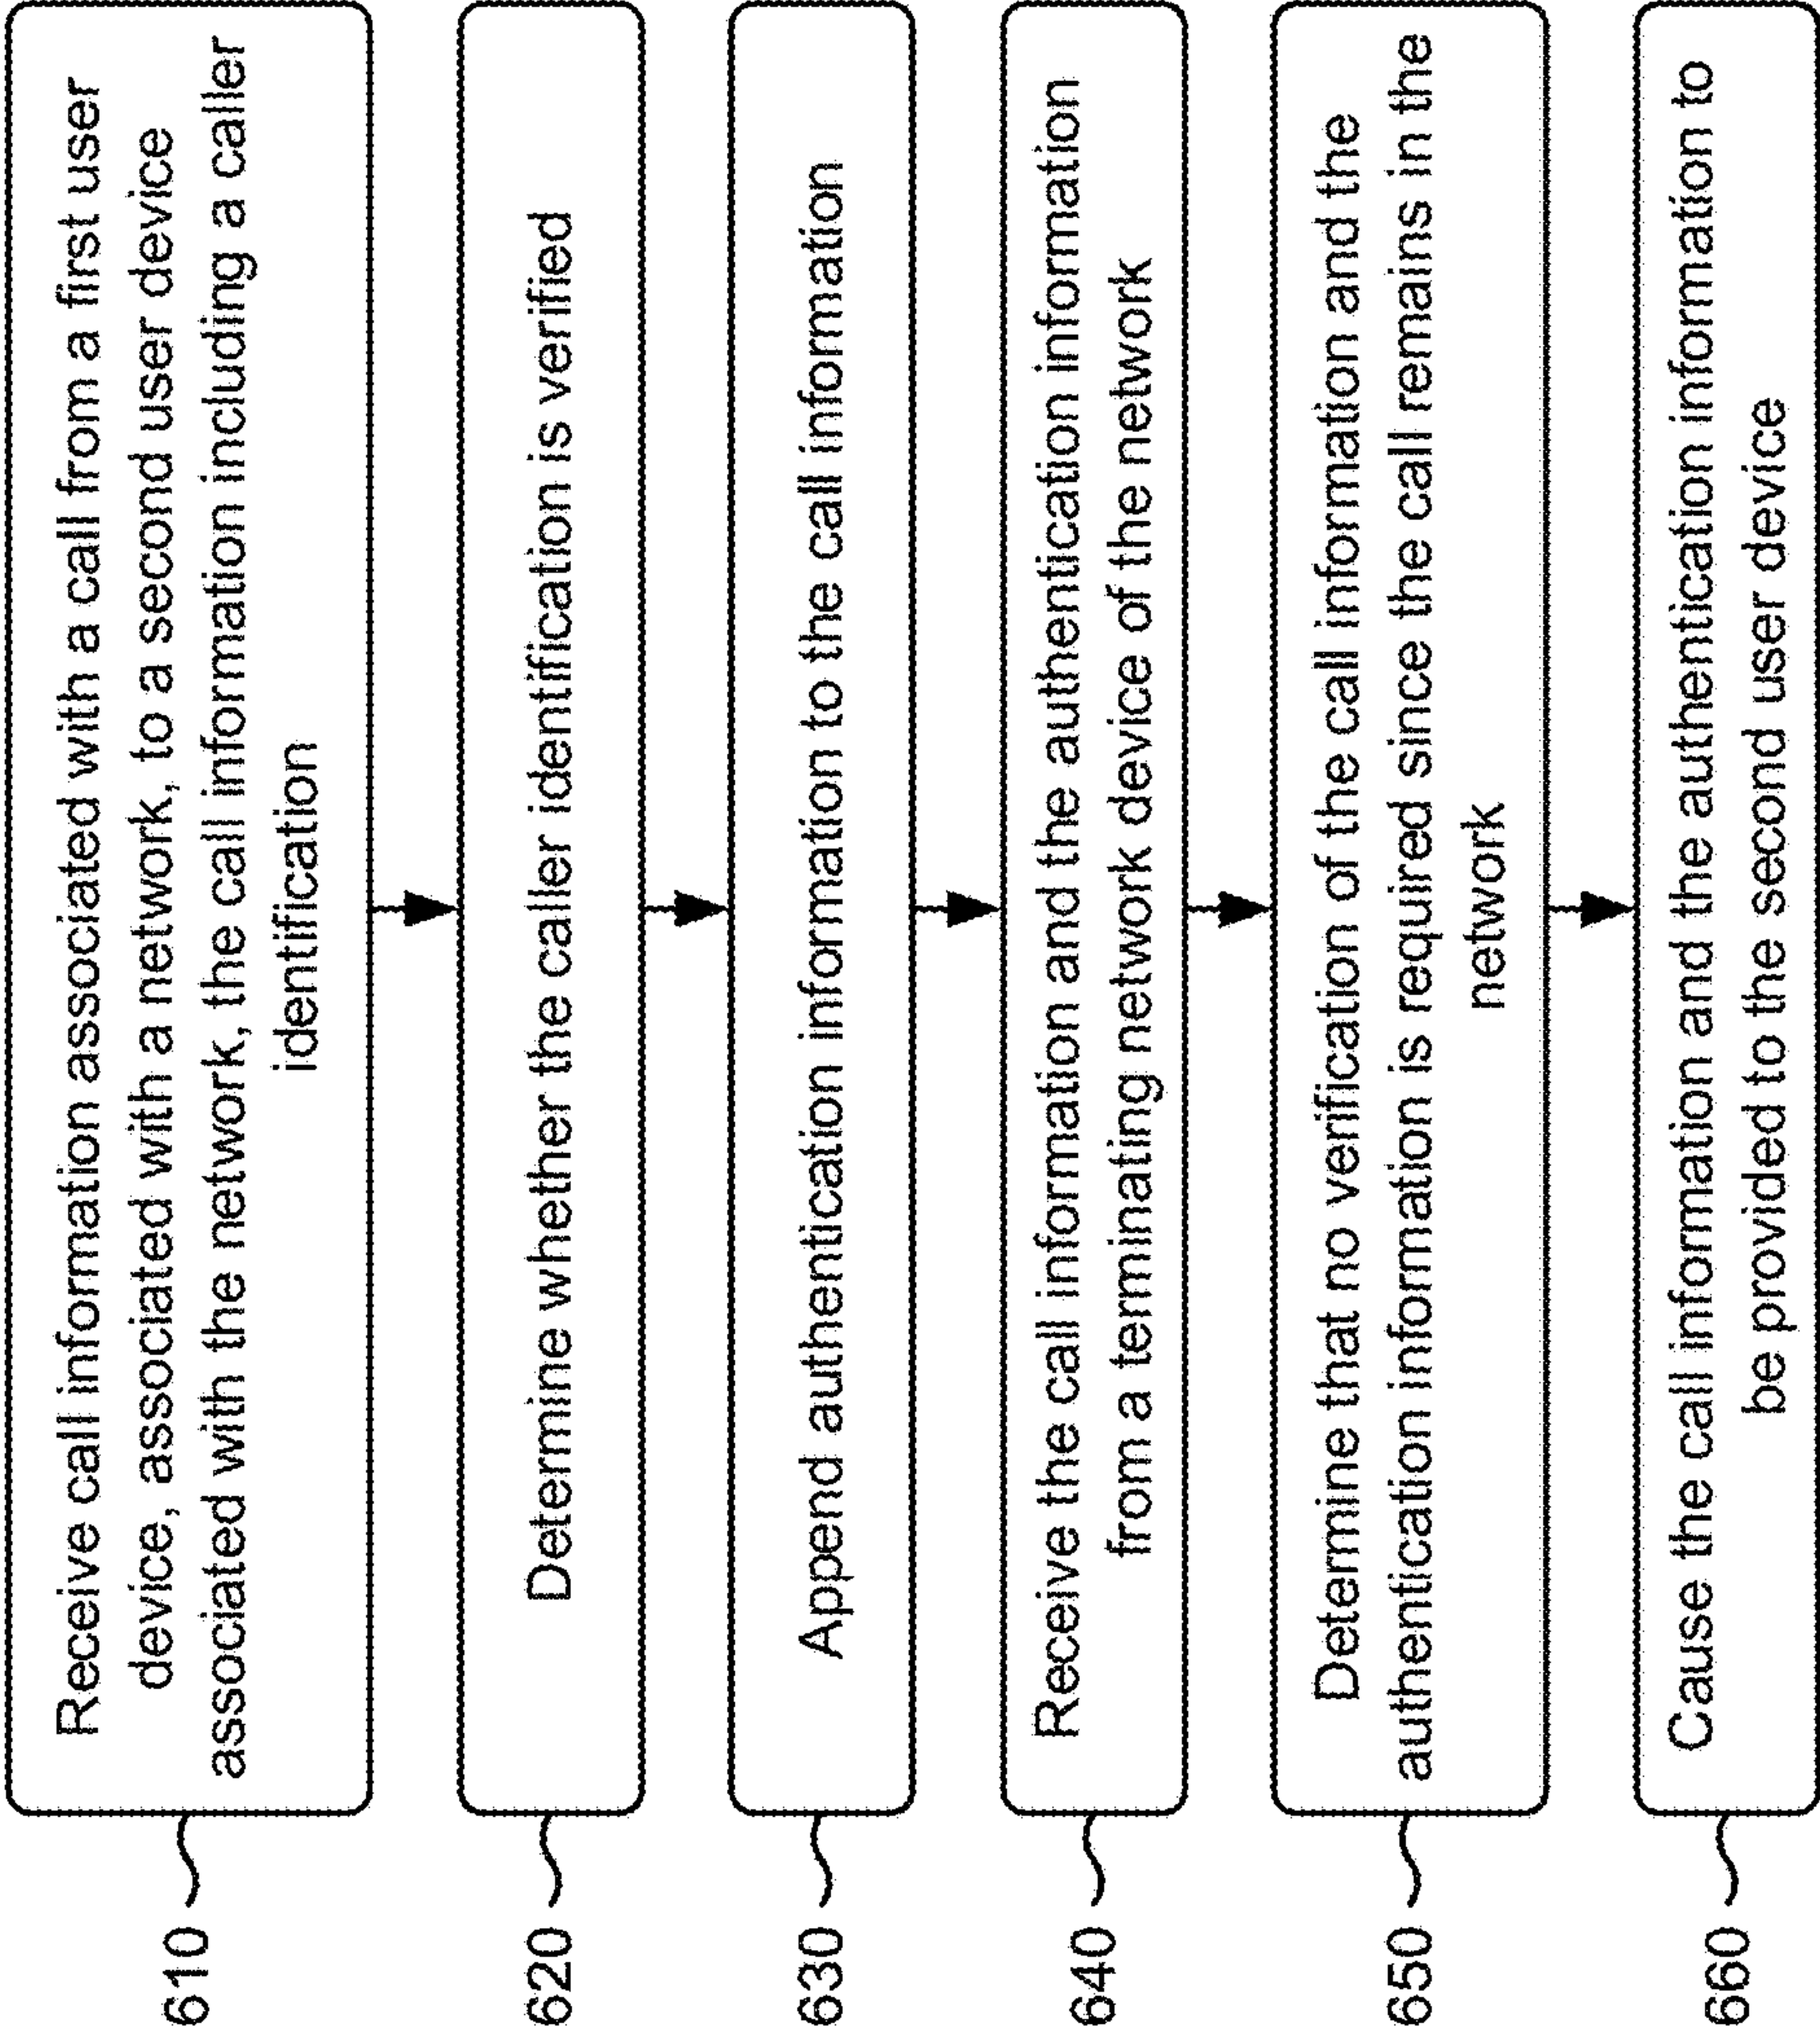 610
Receive call information associated with a call from a first user
device, associated with a network, to a second user device
associated with the network, the call information including a caller
identification
620
Determine whether the caller identification is verified
630
Append authentication information to the call information
640
Receive the call information and the authentication information
from a terminating network device of the network
650
Determine that no verification of the call information and the
authentication information is required since the call remains in the
network
660
Cause the call information and the authentication information to
be provided to the second user device